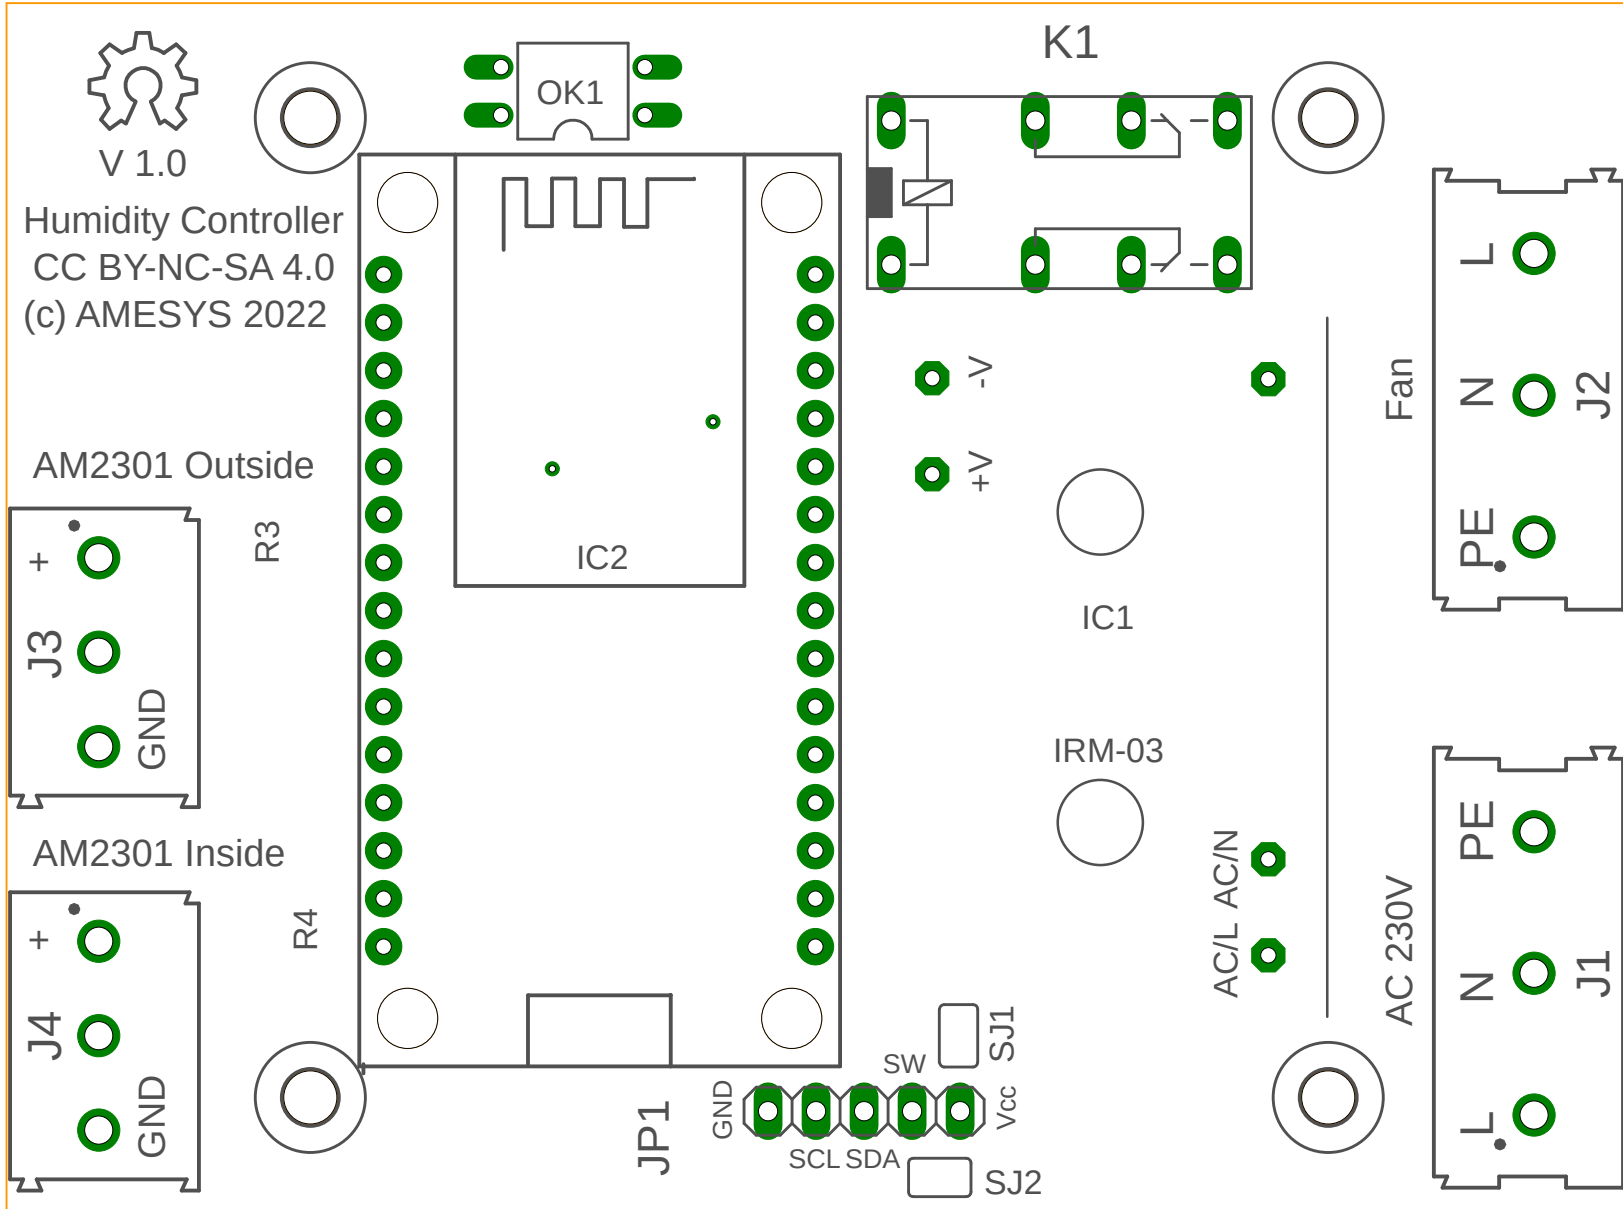 K1
OK1
V 1.0
Humidity Controller
CC BY-NC-SA 4.0
(c) AMESYS 2022
L
-V
Fan
N
J2
AM2301 Outside
+V
R3
PE
+
IC2
IC1
J3
GND
IRM-03
PE
AM2301 Inside
AC/N
R4
AC 230V
+
AC/L
N
J1
J4
SJ1
SW
GND
JP1
GND
Vcc
L
SCL
SDA
SJ2